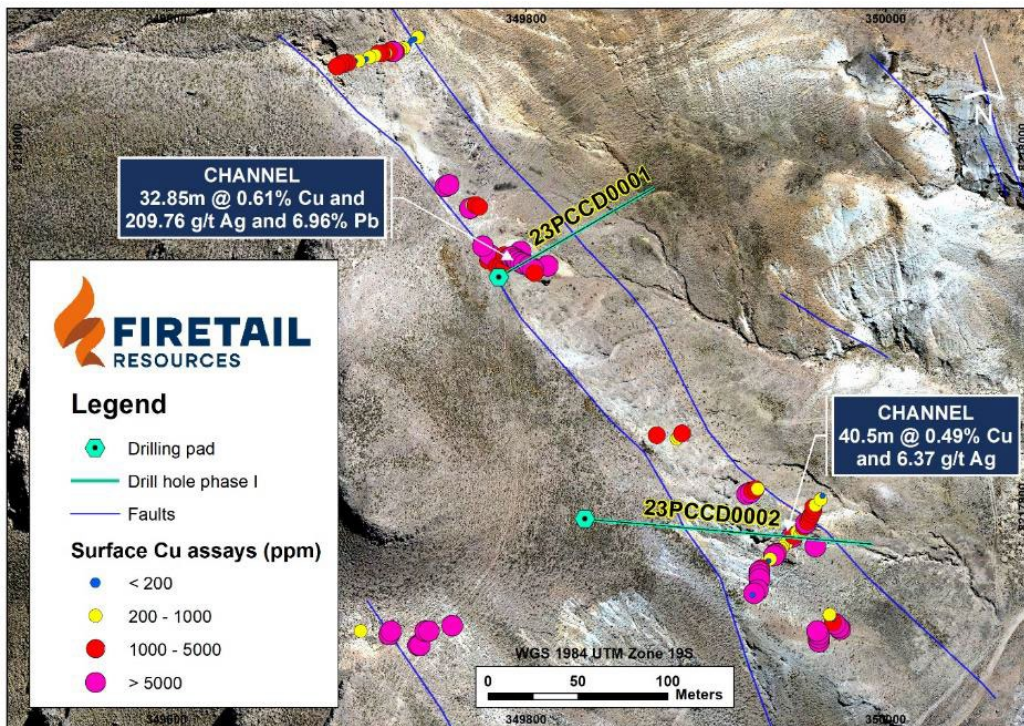 349600
349800
350000
8218000
8218000
N
CHANNEL
32.85m @ 0.61% Cu and
209.76 g/t Ag and 6.96% Pb
23PCCD0001
FIRETAIL
RESOURCES
Legend
Drilling pad
Drill hole phase I
Faults
Surface Cu assays (ppm)
< 200
200 - 1000
1000 - 5000
> 5000
CHANNEL
40.5m @ 0.49% Cu
and 6.37 g/t Ag
23PCCD0002
WGS 1984 UTM Zone 19S
0 50 100
Meters
349600
349800
350000